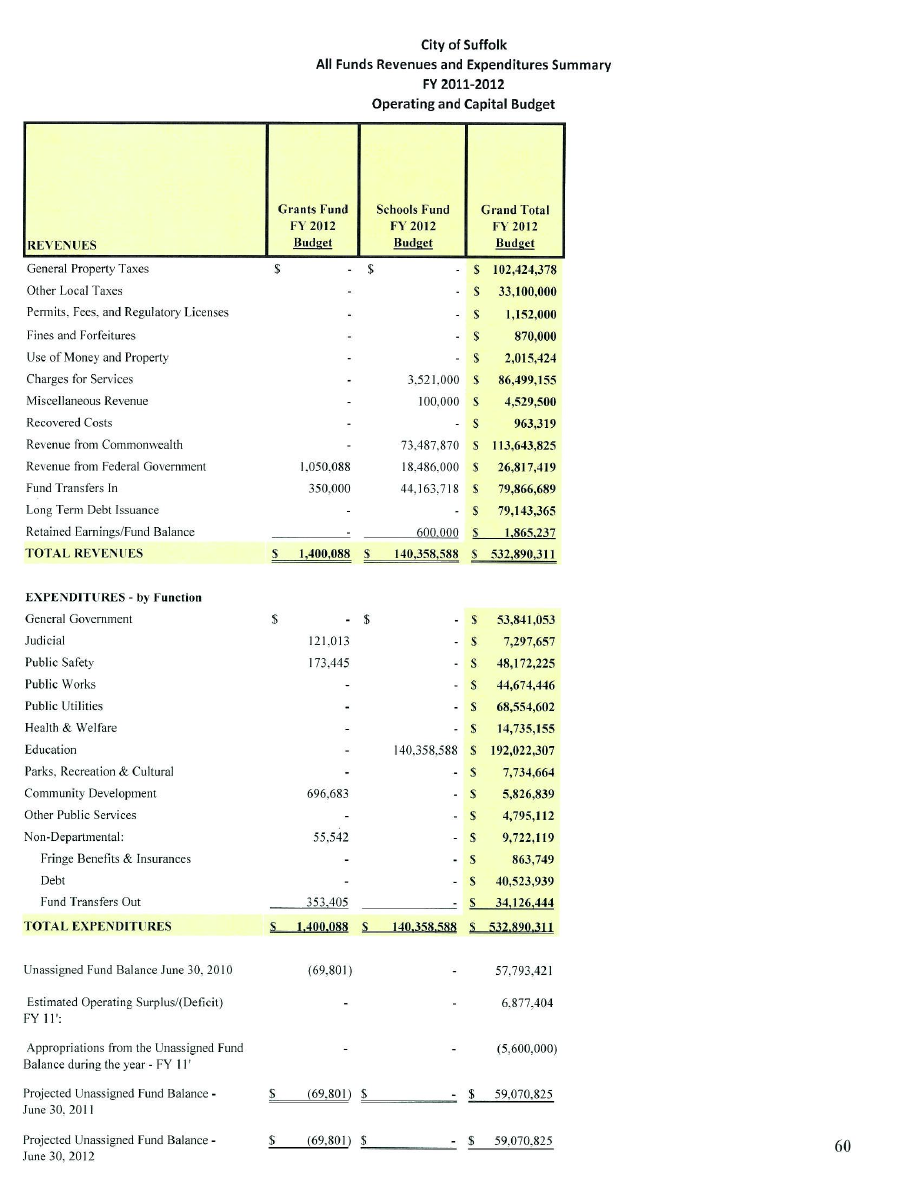 City of Suffolk
All Funds Revenues and Expenditures Summary
FY 2011-2012
Operating and Capital Budget
Grants Fund Schools Fund Grand Total
FY 2012 FY 2012 FY 2012
REVENUES Budget Budget Budget
General Property Taxes $ - $ - $ 102,424,378
Other Local Taxes - - $ 33,100,000
Permits, Fees, and Regulatory Licenses - - $ 1,152,000
Fines and Forfeitures - - $ 870,000
Use of Money and Property - - $ 2,015,424
Charges for Services - 3,521,000 $ 86,499,155
Miscellaneous Revenue - 100,000 $ 4,529,500
Recovered Costs - - $ 963,319
Revenue from Commonwealth - 73,487,870 $ 113,643,825
Revenue from Federal Government 1,050,088 18,486,000 $ 26,817,419
Fund Transfers In 350,000 44,163,718 $ 79,866,689
Long Term Debt Issuance - - $ 79,143,365
Retained Earnings/Fund Balance - 600,000 $ 1,865,237
TOTAL REVENUES $ 1,400,088 $ 140,358,588 $ 532,890,311
EXPENDITURES - by Function
General Government $ - $ - $ 53,841,053
Judicial 121,013 - $ 7,297,657
Public Safety 173,445 - $ 48,172,225
Public Works - - $ 44,674,446
Public Utilities - - $ 68,554,602
Health & Welfare - - $ 14,735,155
Education - 140,358,588 $ 192,022,307
Parks, Recreation & Cultural - - $ 7,734,664
Community Development 696,683 - $ 5,826,839
Other Public Services - - $ 4,795,112
Non-Departmental: 55,542 - $ 9,722,119
Fringe Benefits & Insurances - - $ 863,749
Debt - - $ 40,523,939
Fund Transfers Out 353,405 - $ 34,126,444
TOTAL EXPENDITURES $ 1,400,088 $ 140,358,588 $ 532,890,311
Unassigned Fund Balance June 30, 2010 (69,801) - 57,793,421
Estimated Operating Surplus/(Deficit) - - 6,877,404
FY 11':
Appropriations from the Unassigned Fund - - (5,600,000)
Balance during the year - FY 11'
Projected Unassigned Fund Balance - $ (69,801) $ - $ 59,070,825
June 30, 2011
Projected Unassigned Fund Balance - $ (69,801) $ - $ 59,070,825
June 30, 2012
60